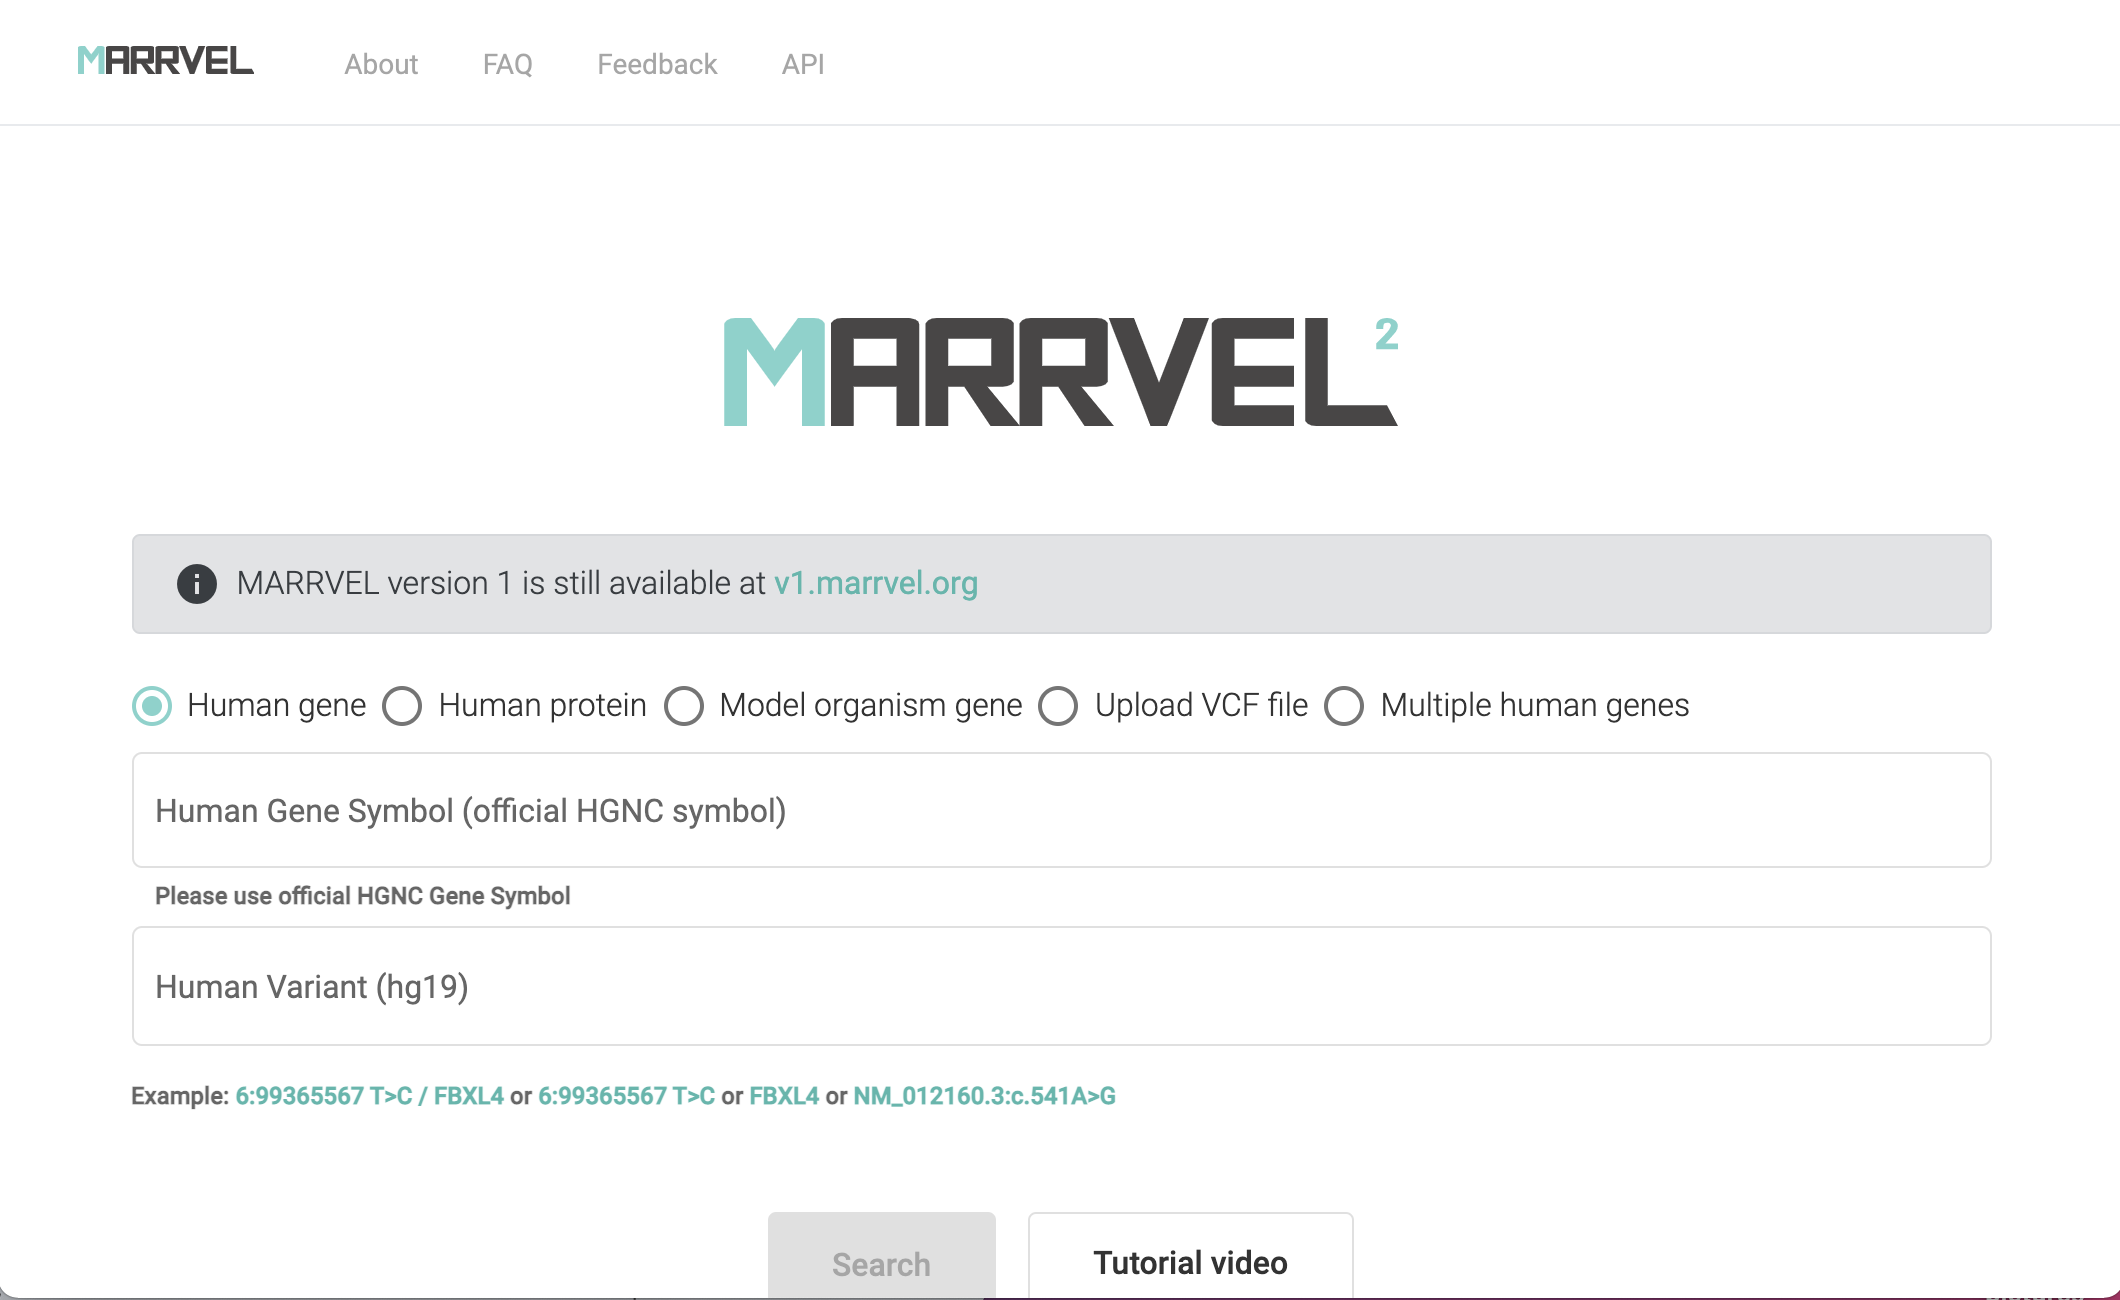 MARRVEL About FAQ Feedback API
MARRVEL 2
MARRVEL version 1 is still available at v1.marrvel.org
Human gene Human protein Model organism gene Upload VCF file Multiple human genes
Human Gene Symbol (official HGNC symbol)
Please use official HGNC Gene Symbol
Human Variant (hg19)
Example: 6:99365567 T>C / FBXL4 or 6:99365567 T>C or FBXL4 or NM_012160.3:c.541A>G
Search Tutorial video